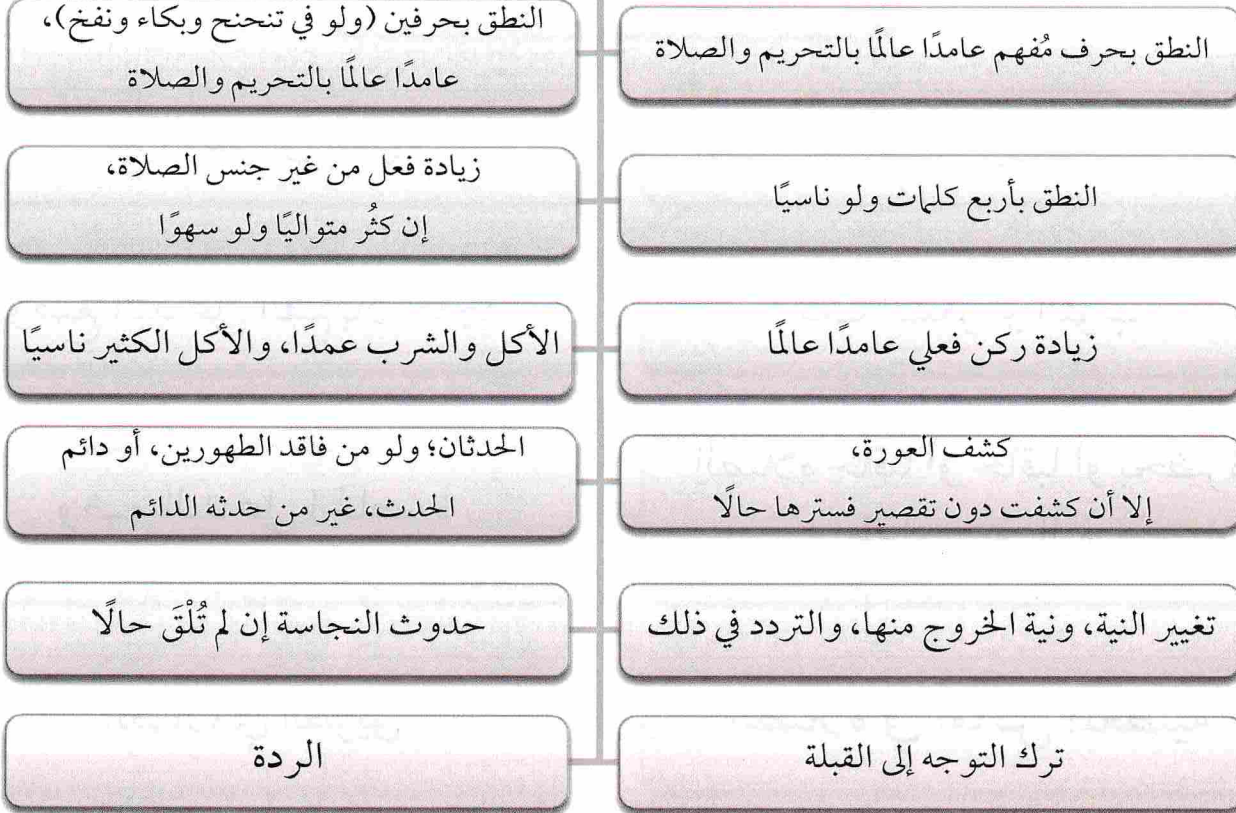 النطق بحرف مُفهم عامدًا عالمًا بالتحريم والصلاة
النطق بحرفين (ولو في تنحنح وبكاء ونفخ)،
عامدًا عالمًا بالتحريم والصلاة
النطق بأربع كلمات ولو ناسيًا
زيادة فعل من غير جنس الصلاة،
إن كثُر متواليًا ولو سهوًا
زيادة ركن فعلي عامدًا عالمًا
الأكل والشرب عمدًا، والأكل الكثير ناسيًا
كشف العورة،
إلا أن كشفت دون تقصير فسترها حالًا
الحدثان؛ ولو من فاقد الطهورين، أو دائم
الحدث، غير من حدثه الدائم
تغيير النية، ونية الخروج منها، والتردد في ذلك
حدوث النجاسة إن لم تُلْقَ حالًا
ترك التوجه إلى القبلة
الردة